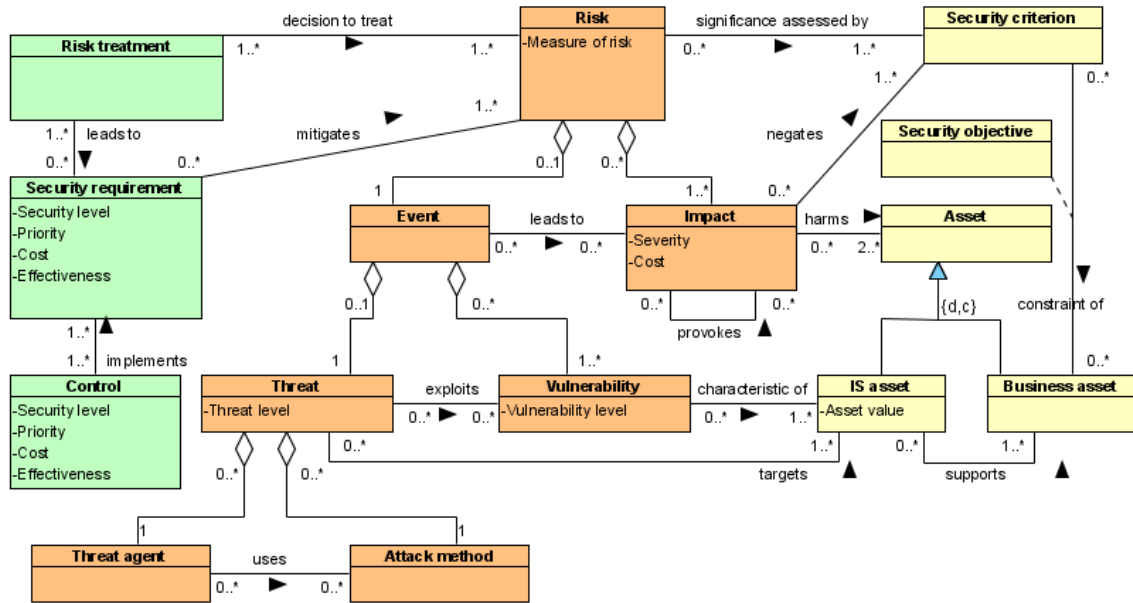 decision to treat
Risk
significance assessed by
Security criterion
Risk treatment
1..*
1..*
-Measure of risk
0..*
1..*
0..*
1..*
1..*
1..*
leads to
mitigates
negates
Security objective
0..*
0..*
0..1
0..*
Security requirement
-Security level
-Priority
-Cost
-Effectiveness
1
1..*
0..*
Event
leads to
Impact
harms
Asset
0..*
0..*
-Severity
-Cost
0..*
2..*
0..1
0..*
0..*
0..*
{d,c}
constraint of
provokes
1..*
1..*
implements
1
1..*
0..*
Control
-Security level
-Priority
-Cost
-Effectiveness
Threat
-Threat level
exploits
0..*
0..*
Vulnerability
-Vulnerability level
characteristic of
0..*
1..*
IS asset
-Asset value
Business asset
0..*
0..*
0..*
1..*
0..*
1..*
targets
supports
1
1
Threat agent
uses
Attack method
0..*
0..*